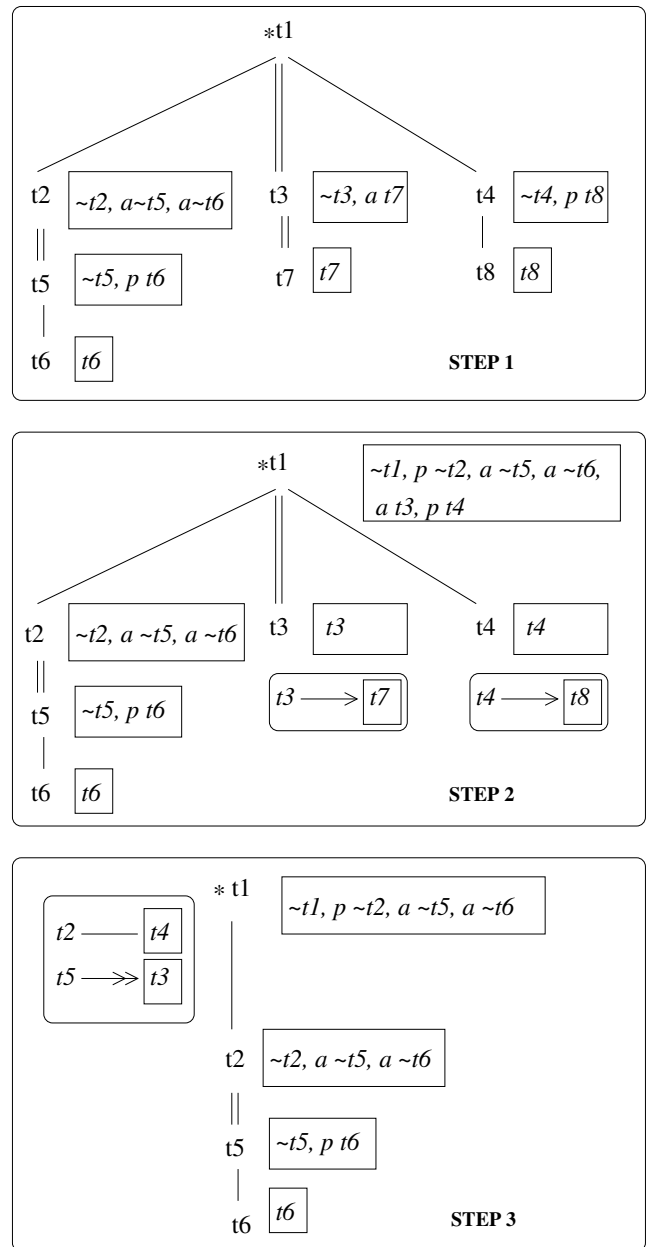 *t1
t2 ~t2, a~t5, a~t6 t3 ~t3, a t7 t4 ~t4, p t8
t5 ~t5, p t6 t7 t7 t8 t8
t6 t6 STEP 1
*t1 ~t1, p ~t2, a ~t5, a ~t6,
a t3, p t4
t2 ~t2, a ~t5, a ~t6 t3 t3 t4 t4
t5 ~t5, p t6 t3 t7 t4 t8
t6 t6 STEP 2
* t1 ~t1, p ~t2, a ~t5, a ~t6
t2 t4
t5 t3
t2 ~t2, a ~t5, a ~t6
t5 ~t5, p t6
t6 t6 STEP 3